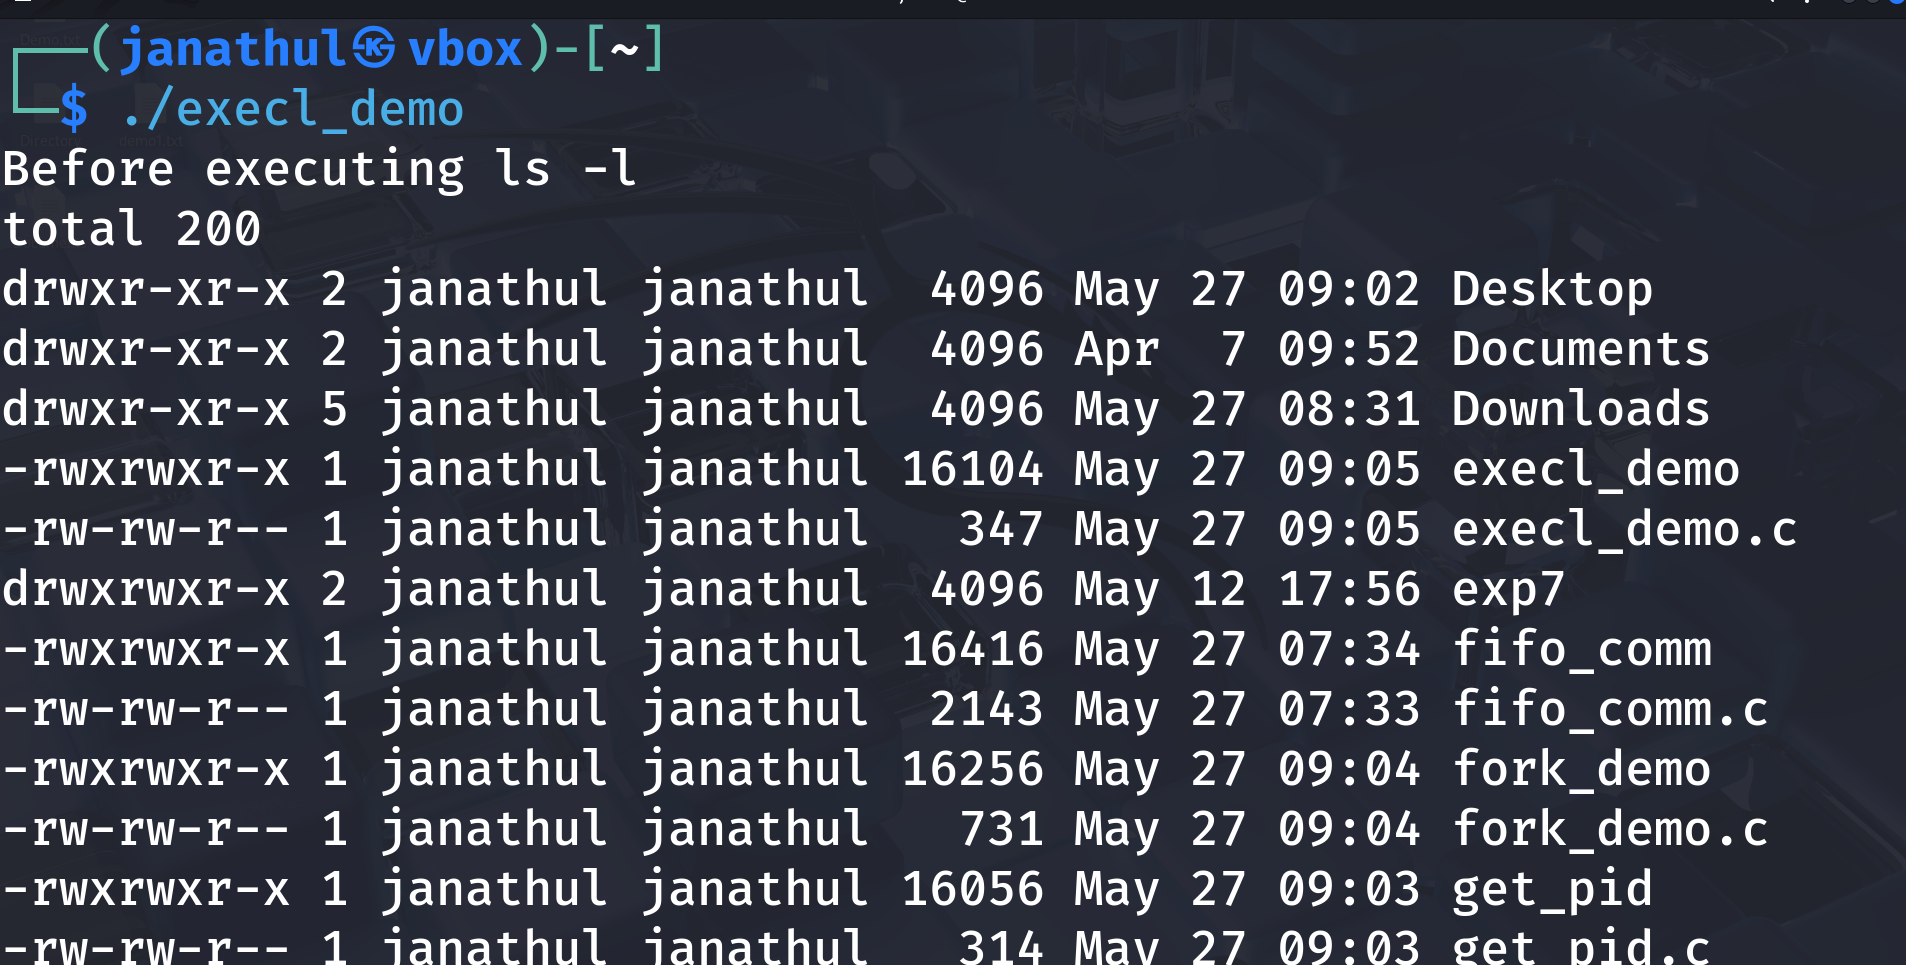 (janathul㉿vbox)-[~]
$ ./execl_demo
Before executing ls -l
total 200
drwxr-xr-x 2 janathul janathul  4096 May 27 09:02 Desktop
drwxr-xr-x 2 janathul janathul  4096 Apr  7 09:52 Documents
drwxr-xr-x 5 janathul janathul  4096 May 27 08:31 Downloads
-rwxrwxr-x 1 janathul janathul 16104 May 27 09:05 execl_demo
-rw-rw-r-- 1 janathul janathul   347 May 27 09:05 execl_demo.c
drwxrwxr-x 2 janathul janathul  4096 May 12 17:56 exp7
-rwxrwxr-x 1 janathul janathul 16416 May 27 07:34 fifo_comm
-rw-rw-r-- 1 janathul janathul  2143 May 27 07:33 fifo_comm.c
-rwxrwxr-x 1 janathul janathul 16256 May 27 09:04 fork_demo
-rw-rw-r-- 1 janathul janathul   731 May 27 09:04 fork_demo.c
-rwxrwxr-x 1 janathul janathul 16056 May 27 09:03 get_pid
-rw-rw-r-- 1 janathul janathul   314 May 27 09:03 get_pid.c